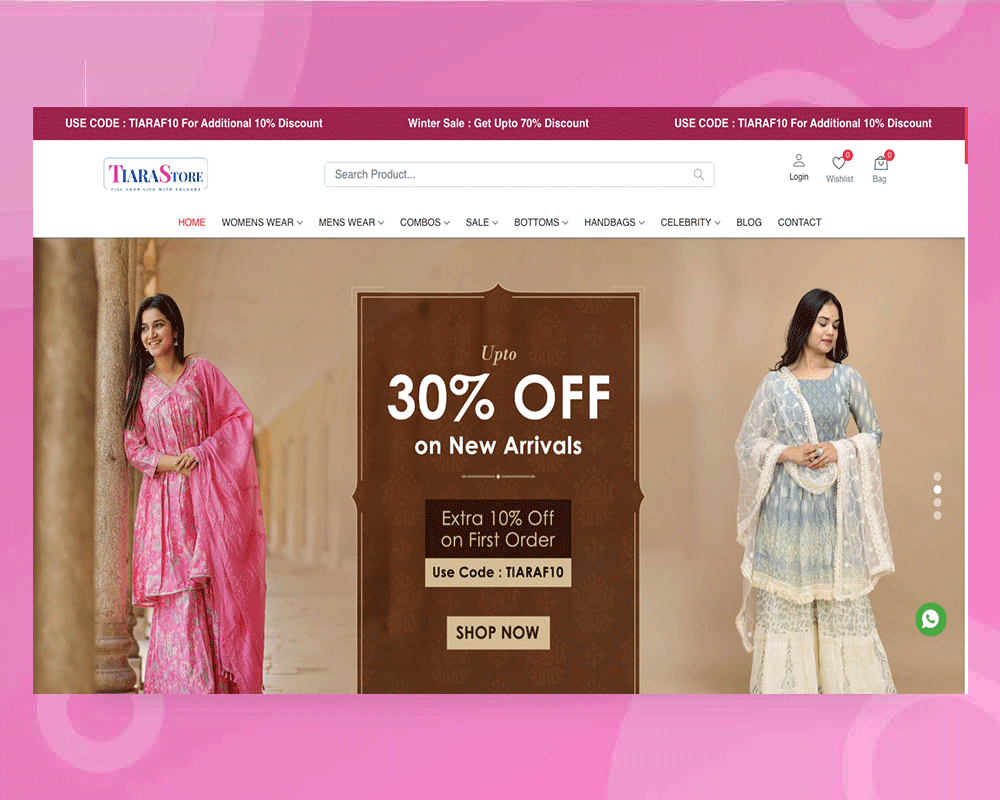 USE CODE : TIARAF10 For Additional 10% Discount
Winter Sale : Get Upto 70% Discount
USE CODE : TIARAF10 For Additional 10% Discount
TIARASTORE
FILL YOUR LIFE WITH COLOURS
Search Product...
0
0
Login
Wishlist
Bag
HOME
WOMENS WEAR
MENS WEAR
COMBOS
SALE
BOTTOMS
HANDBAGS
CELEBRITY
BLOG
CONTACT
Upto
30% OFF
on New Arrivals
Extra 10% Off
on First Order
Use Code : TIARAF10
SHOP NOW